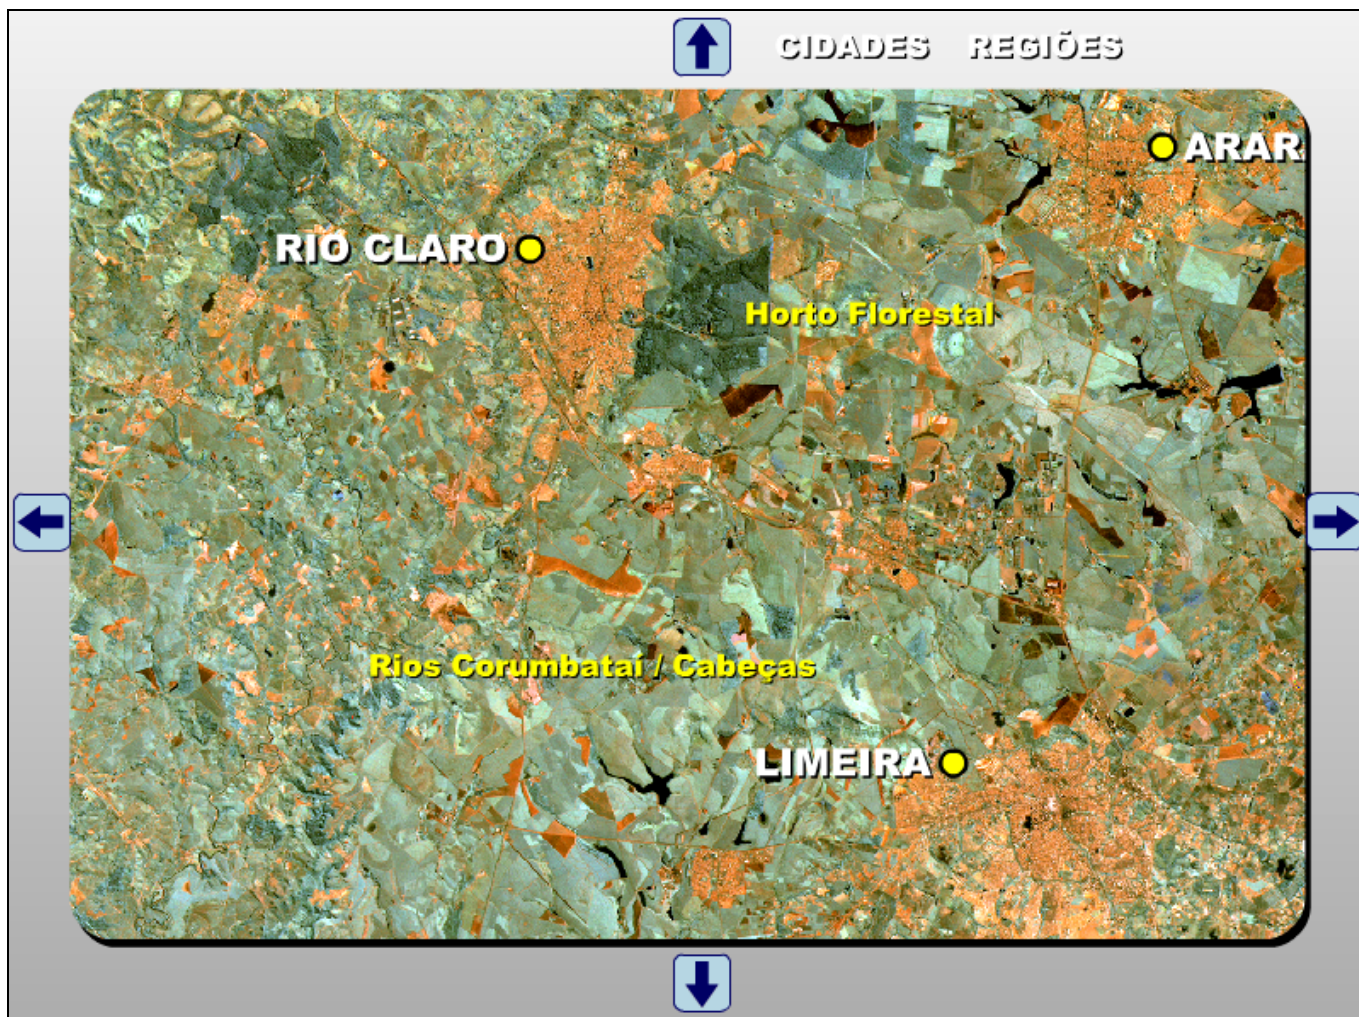 CIDADES REGIÕES
ARAR
RIO CLARO
Horto Florestal
Rios Corumbataí / Cabeças
LIMEIRA